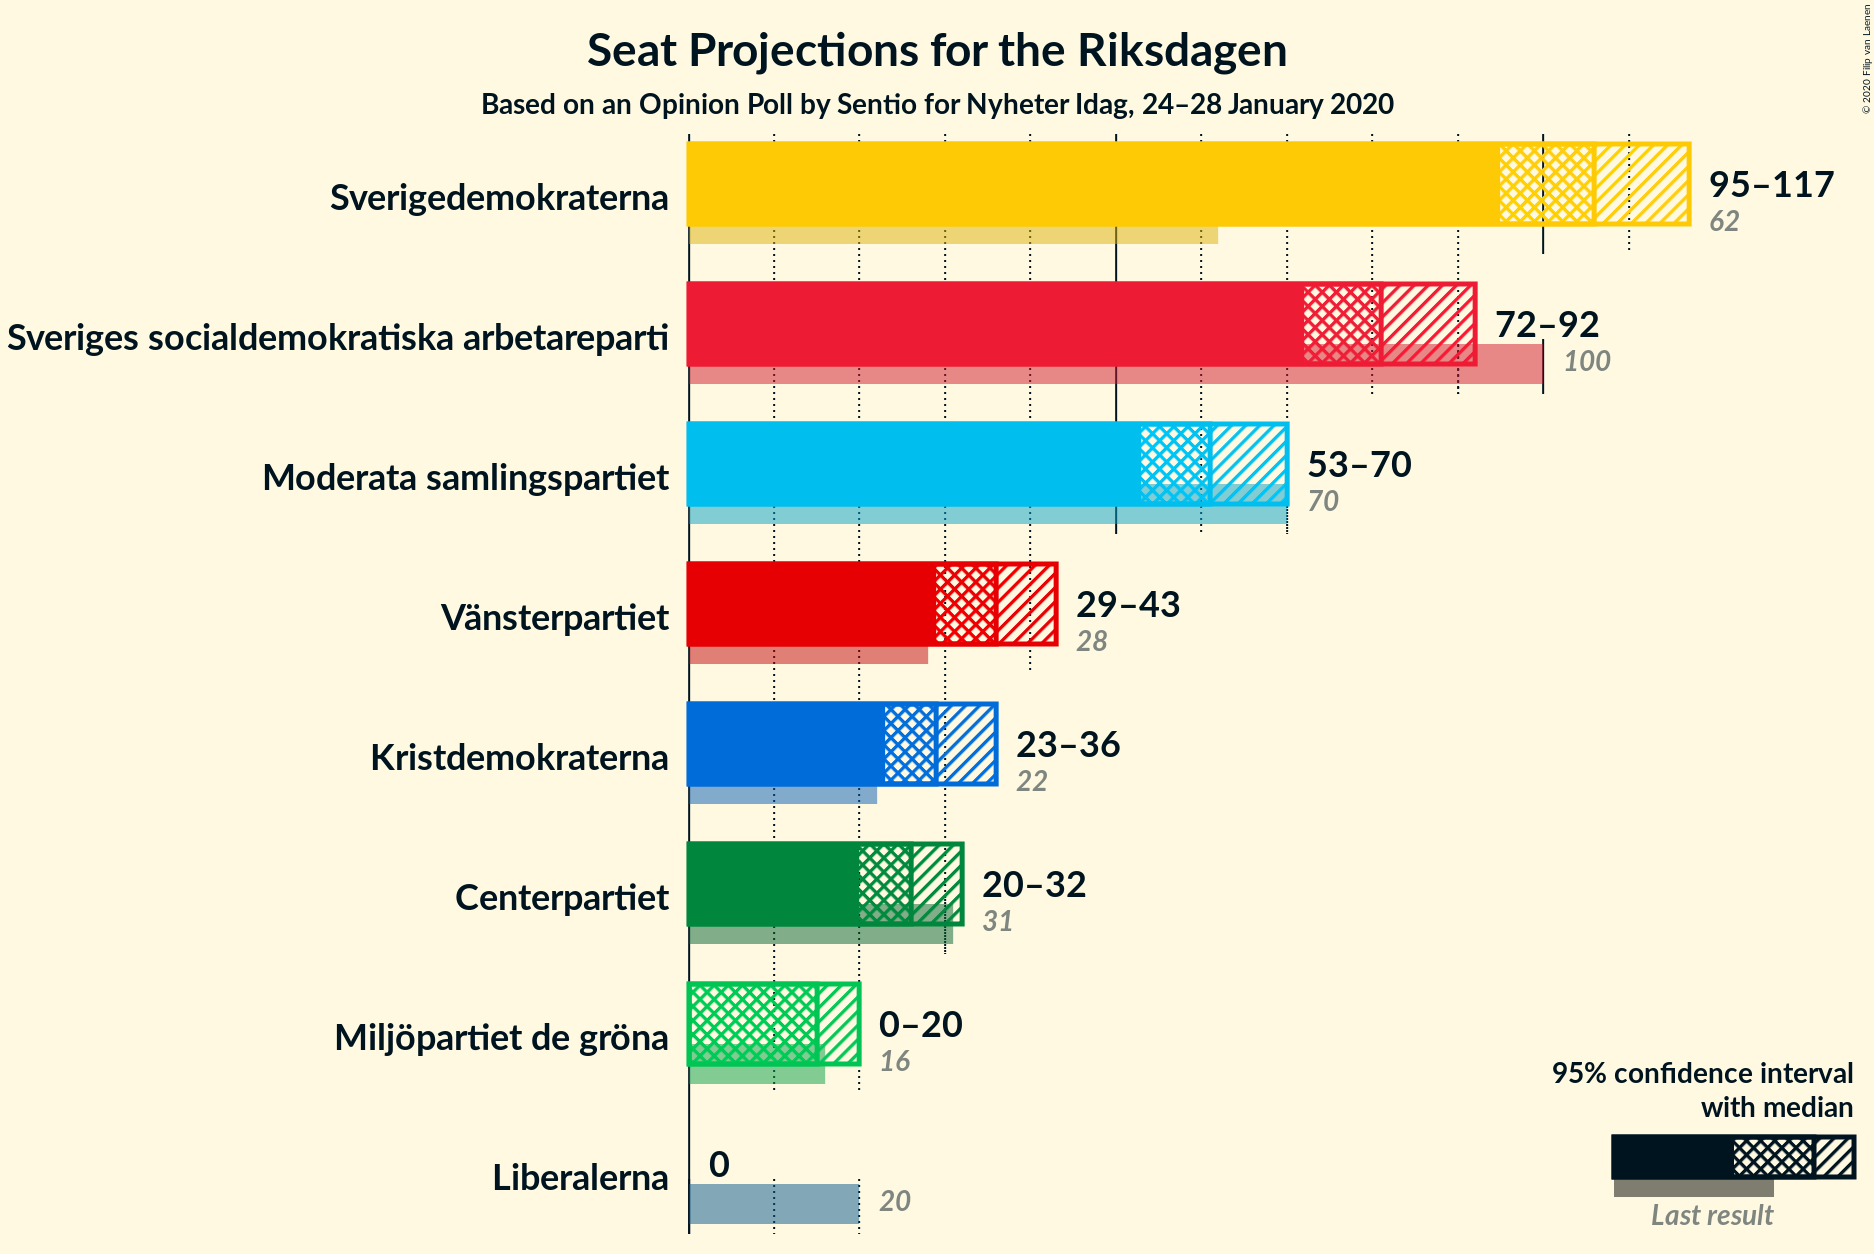 Seat Projections for the Riksdagen
Based on an Opinion Poll by Sentio for Nyheter Idag, 24–28 January 2020
© 2020 Filip van Laenen
Sverigedemokraterna
95–117
62
Sveriges socialdemokratiska arbetareparti
72–92
100
Moderata samlingspartiet
53–70
70
Vänsterpartiet
29–43
28
Kristdemokraterna
23–36
22
Centerpartiet
20–32
31
Miljöpartiet de gröna
0–20
16
Liberalerna
0
20
95% confidence interval
with median
Last result